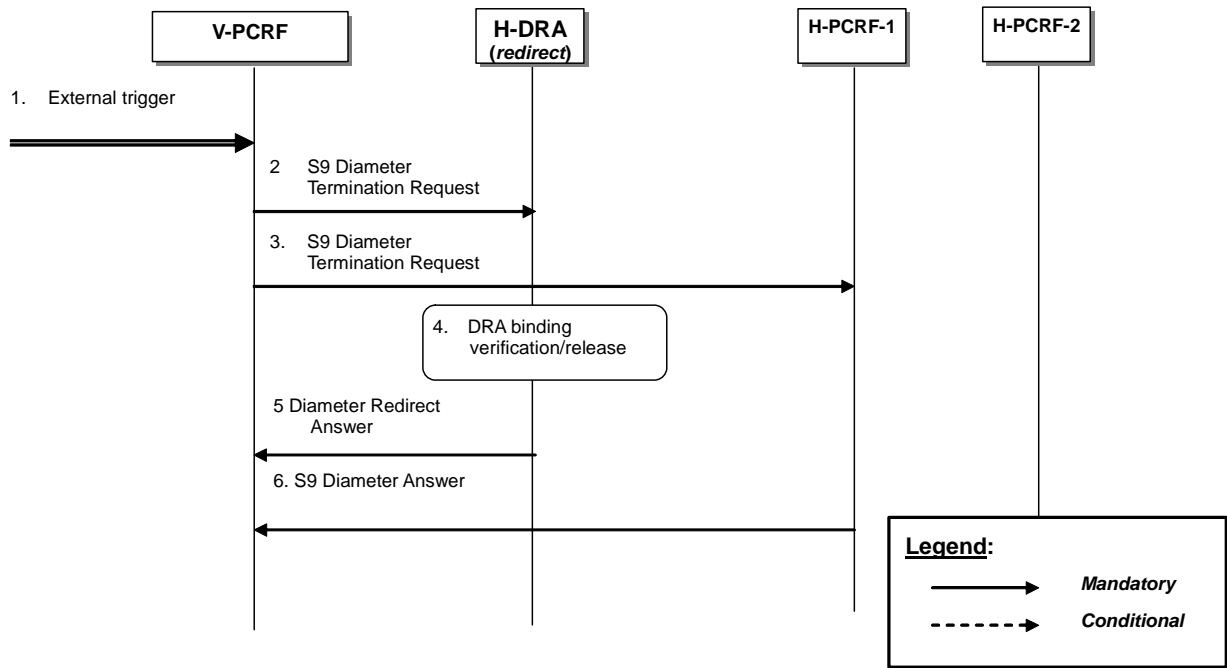 V-PCRF
H-DRA
(redirect)
H-PCRF-1
H-PCRF-2
1. External trigger
2 S9 Diameter
Termination Request
3. S9 Diameter
Termination Request
4. DRA binding
verification/release
5 Diameter Redirect
Answer
6. S9 Diameter Answer
Legend:
Mandatory
Conditional